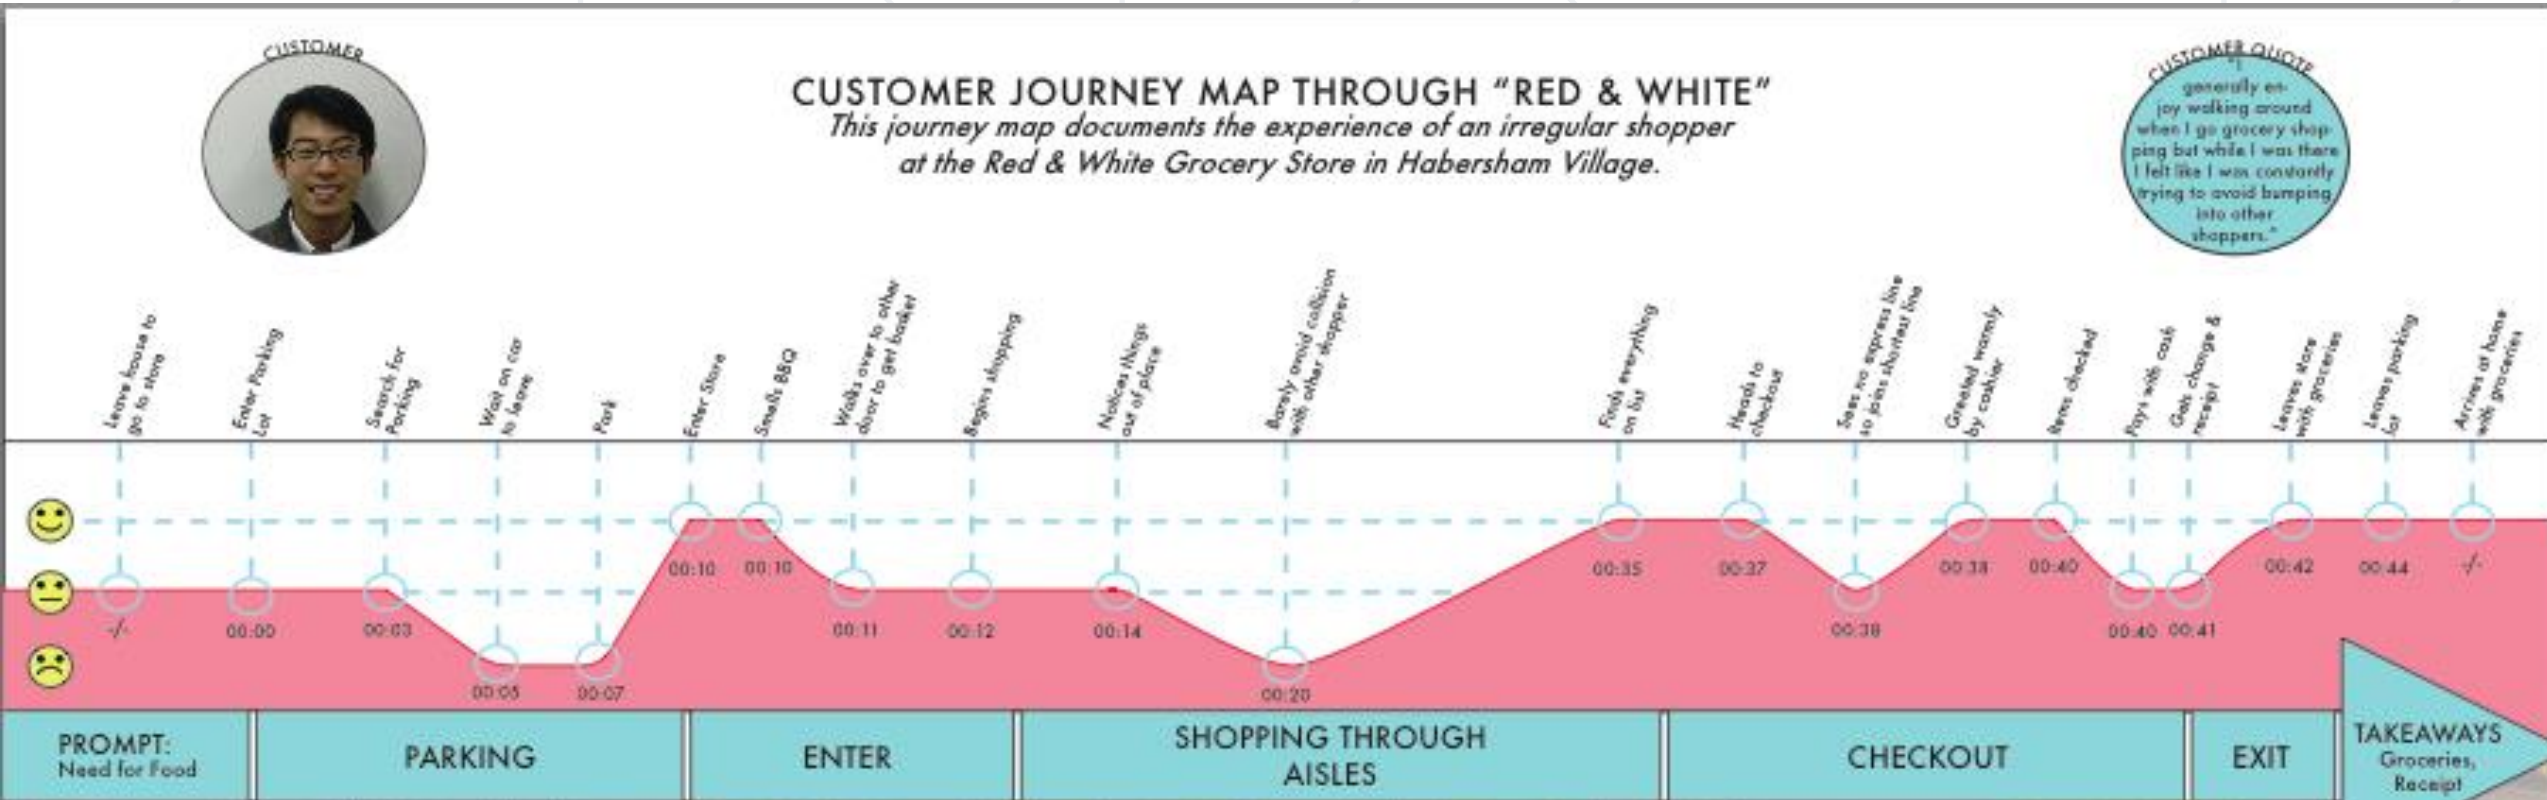 CUSTOMER
CUSTOMER JOURNEY MAP THROUGH “RED & WHITE”
This journey map documents the experience of an irregular shopper
at the Red & White Grocery Store in Habersham Village.
CUSTOMER QUOTE
"I
generally en-
joy walking around
when I go grocery shop-
ping but while I was there
I felt like I was constantly
trying to avoid bumping
into other
shoppers."
Leave house to
go to store
Enter Parking
Lot
Search for
Parking
Wait on car
to leave
Park
Enter Store
Smells BBQ
Walks over to other
door to get basket
Begins shopping
Notices things
out of place
Barely avoid collision
with other shopper
Finds everything
on list
Heads to
checkout
Sees no express line
so joins shortest line
Greeted warmly
by cashier
Items checked
Pays with cash
Gets change &
receipt
Leaves store
with groceries
Leaves parking
lot
Arrives at home
with groceries
00:10 00:10 00:35 00:37 00:38 00:40 00:42 00:44 -/-
-/- 00:00 00:03 00:11 00:12 00:14 00:38 00:40 00:41
00:05 00:07 00:20
PROMPT:
Need for Food
PARKING
ENTER
SHOPPING THROUGH
AISLES
CHECKOUT
EXIT
TAKEAWAYS
Groceries,
Receipt